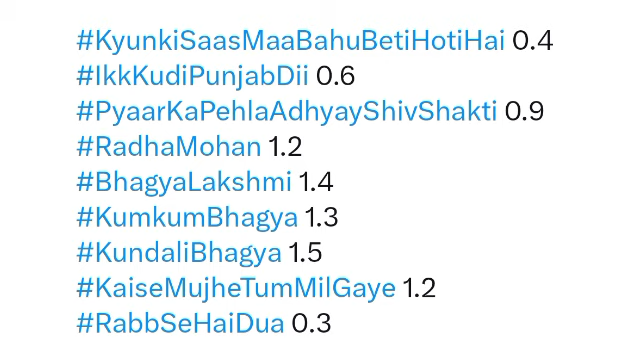 #KyunkiSaasMaaBahuBetiHotiHai 0.4
#IkkKudiPunjabDii 0.6
#PyaarKaPehlaAdhyayShivShakti 0.9
#RadhaMohan 1.2
#BhagyaLakshmi 1.4
#KumkumBhagya 1.3
#KundaliBhagya 1.5
#KaiseMujheTumMilGaye 1.2
#RabbSeHaiDua 0.3